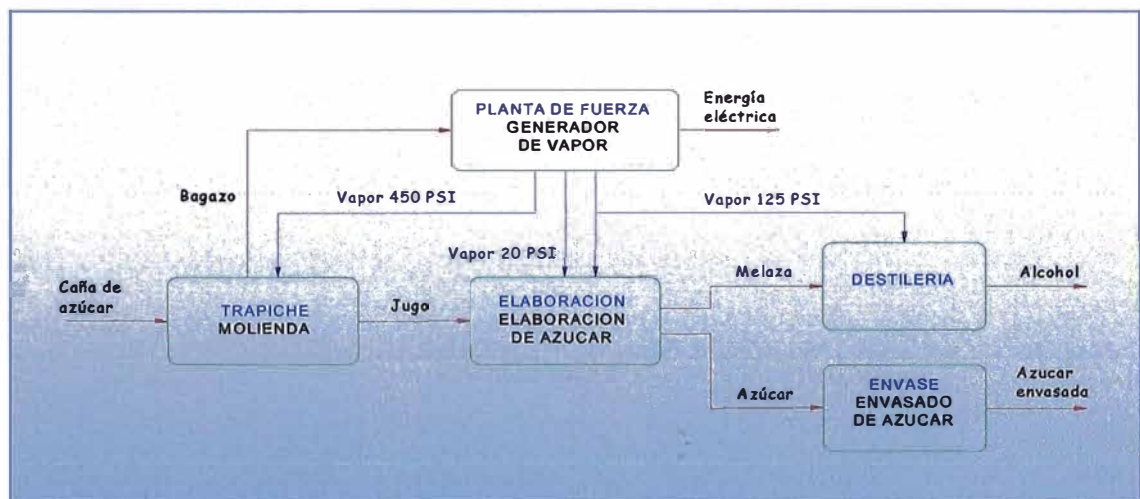 PLANTA DE FUERZA
GENERADOR
DE VAPOR
Energía
eléctrica
Bagazo
Vapor 450 PSI
Vapor 125 PSI
Vapor 20 PSI
Caña de
azúcar
TRAPICHE
MOLIENDA
Jugo
ELABORACION
ELABORACION
DE AZUCAR
Melaza
DESTILERIA
Alcohol
Azúcar
ENVASE
ENVASADO
DE AZUCAR
Azucar
envasada